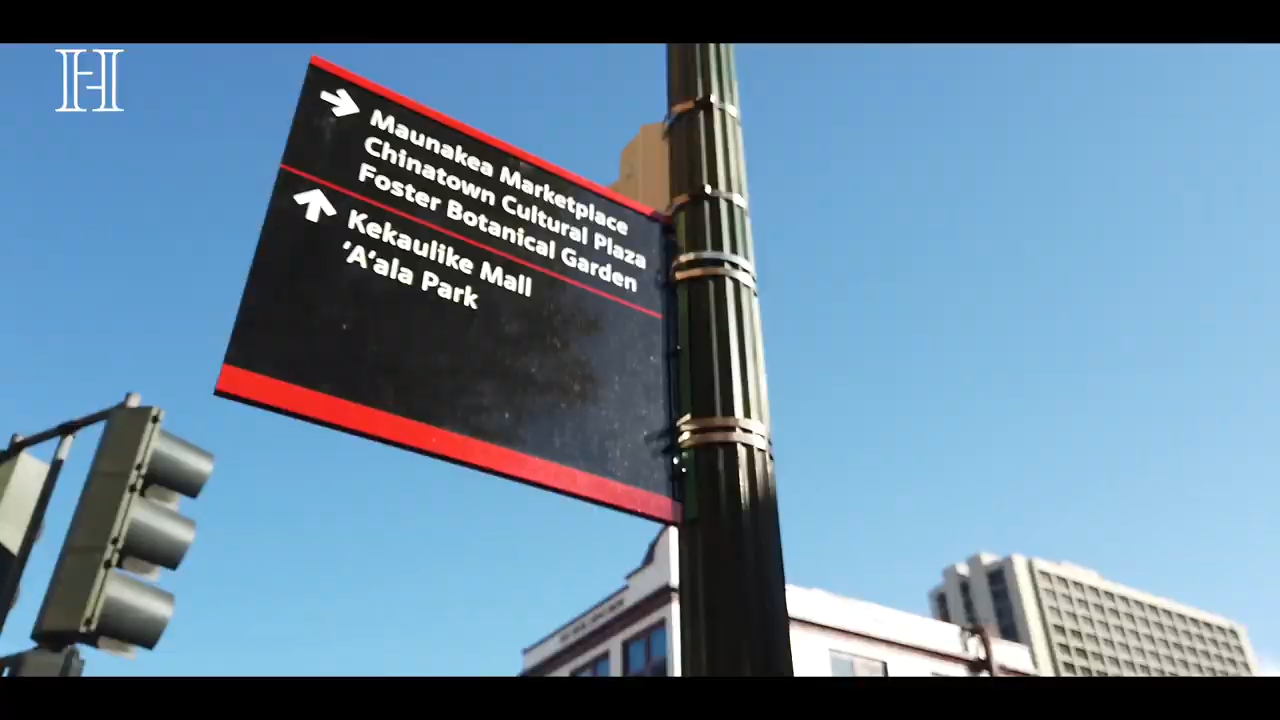 H
Maunakea Marketplace
Chinatown Cultural Plaza
Foster Botanical Garden
Kekaulike Mall
ʻAʻala Park